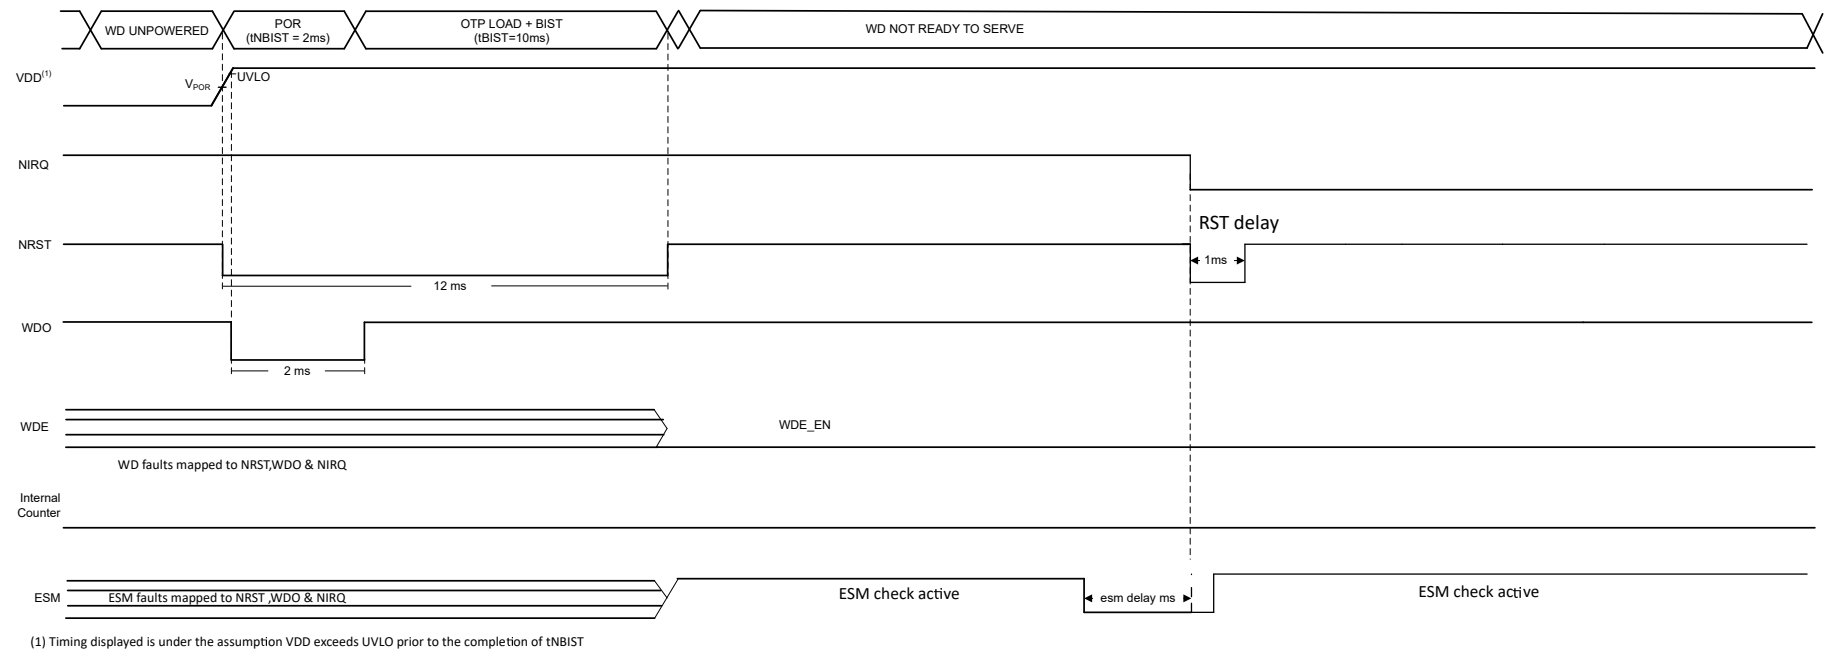 WD UNPOWERED
POR
(tNBIST = 2ms)
OTP LOAD + BIST
(tBIST=10ms)
WD NOT READY TO SERVE
VDD(1)
VPOR
UVLO
NIRQ
RST delay
NRST
1ms
12 ms
WDO
2 ms
WDE
WDE_EN
WD faults mapped to NRST,WDO & NIRQ
Internal
Counter
ESM
ESM faults mapped to NRST ,WDO & NIRQ
ESM check active
esm delay ms
ESM check active
(1) Timing displayed is under the assumption VDD exceeds UVLO prior to the completion of tNBIST